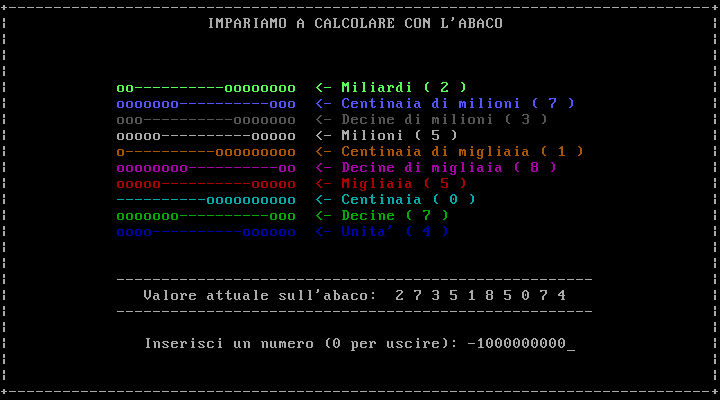 IMPARIAMO A CALCOLARE CON L'ABACO
oo----------oooooooo <- Miliardi ( 2 )
ooooooo----------ooo <- Centinaia di milioni ( 7 )
ooo----------ooooooo <- Decine di milioni ( 3 )
ooooo----------ooooo <- Milioni ( 5 )
o----------ooooooooo <- Centinaia di migliaia ( 1 )
oooooooo----------oo <- Decine di migliaia ( 8 )
ooooo----------ooooo <- Migliaia ( 5 )
----------oooooooooo <- Centinaia ( 0 )
ooooooo----------ooo <- Decine ( 7 )
oooo----------oooooo <- Unita' ( 4 )
Valore attuale sull'abaco: 2 7 3 5 1 8 5 0 7 4
Inserisci un numero (0 per uscire): -1000000000_